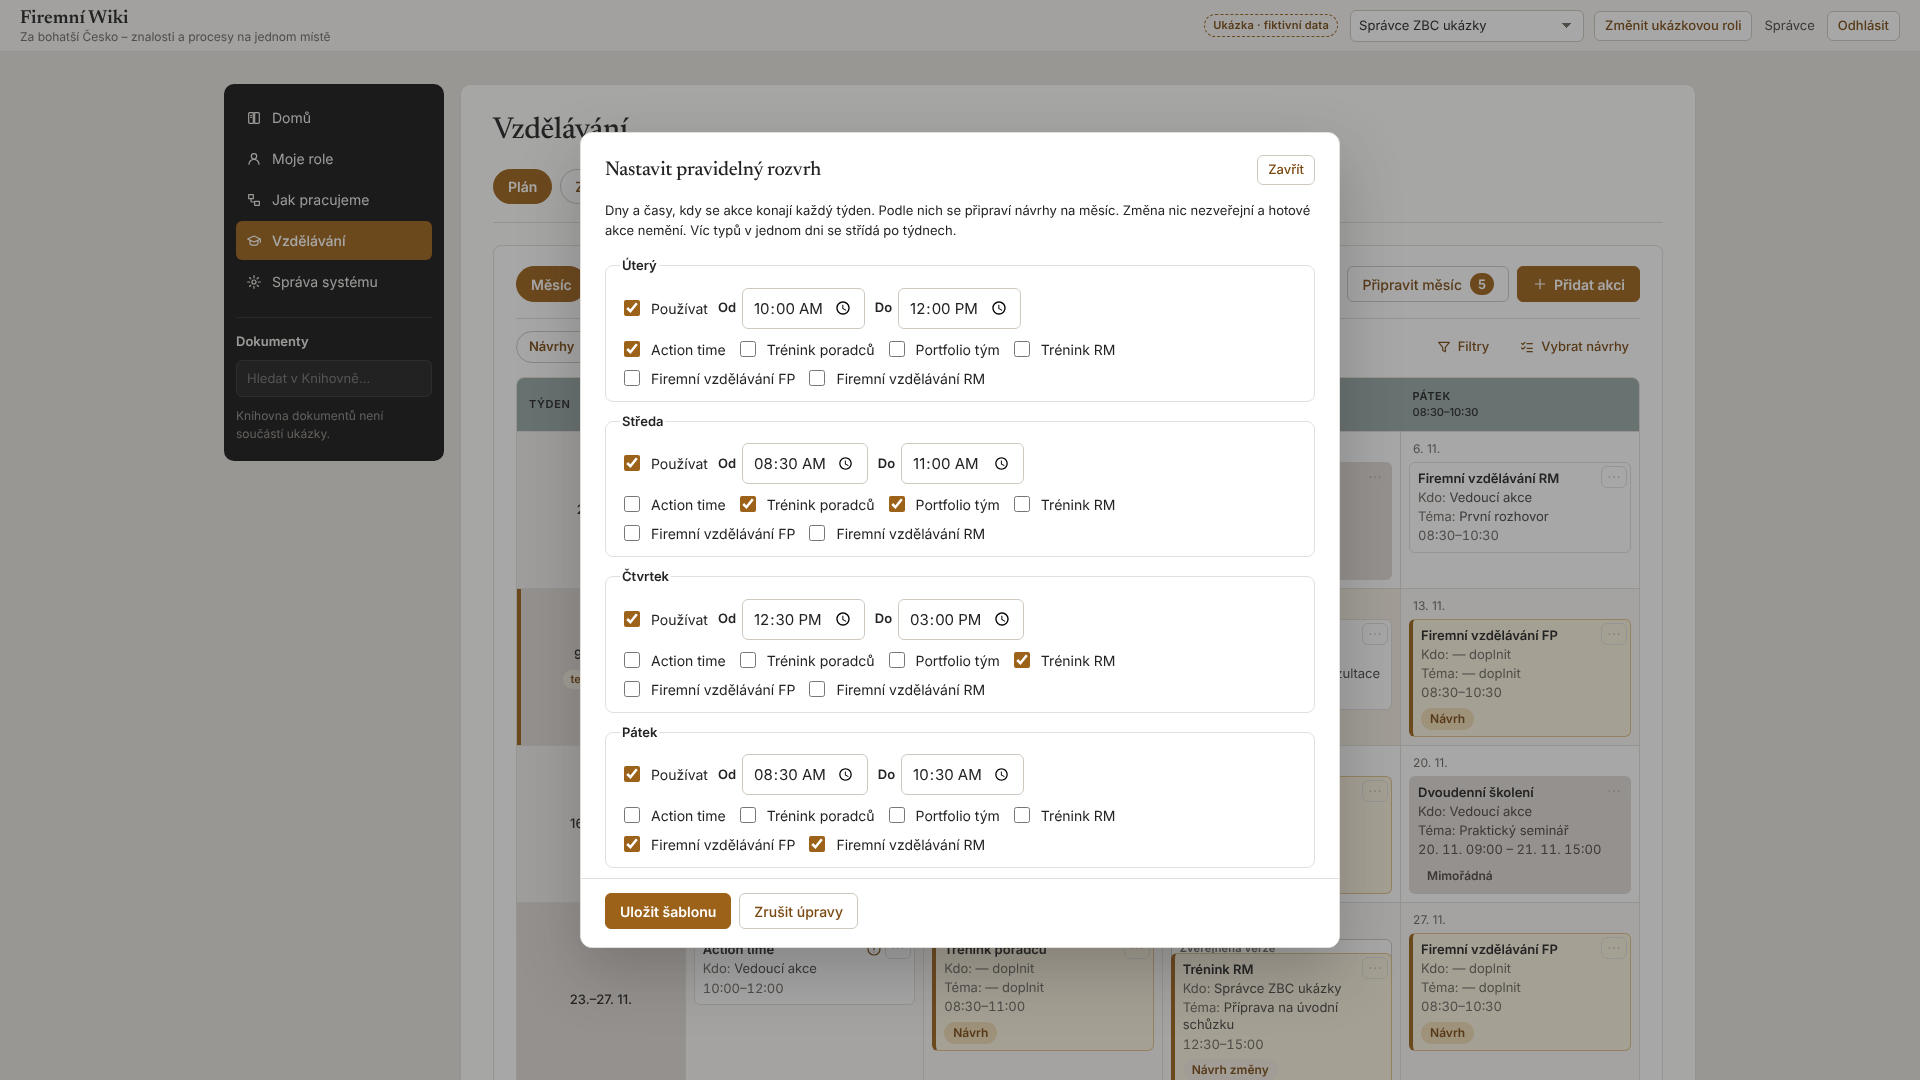 Firemní Wiki
Za bohatší Česko – znalosti a procesy na jednom místě
Ukázka · fiktivní data
Správce ZBC ukázky
Změnit ukázkovou roli
Správce
Odhlásit
Domů
Moje role
Jak pracujeme
Vzdělávání
Správa systému
Dokumenty
Hledat v Knihovně...
Knihovna dokumentů není
součástí ukázky.
Vzdělávání
Plán
Měsíc
Připravit měsíc 5
+ Přidat akci
Návrhy
Filtry
Vybrat návrhy
TÝDEN
PÁTEK
08:30–10:30
Nastavit pravidelný rozvrh
Zavřít
Dny a časy, kdy se akce konají každý týden. Podle nich se připraví návrhy na měsíc. Změna nic nezveřejní a hotové
akce nemění. Víc typů v jednom dni se střídá po týdnech.
Úterý
Používat Od 10:00 AM Do 12:00 PM
Action time Trénink poradců Portfolio tým Trénink RM
Firemní vzdělávání FP Firemní vzdělávání RM
Středa
Používat Od 08:30 AM Do 11:00 AM
Action time Trénink poradců Portfolio tým Trénink RM
Firemní vzdělávání FP Firemní vzdělávání RM
Čtvrtek
Používat Od 12:30 PM Do 03:00 PM
Action time Trénink poradců Portfolio tým Trénink RM
Firemní vzdělávání FP Firemní vzdělávání RM
Pátek
Používat Od 08:30 AM Do 10:30 AM
Action time Trénink poradců Portfolio tým Trénink RM
Firemní vzdělávání FP Firemní vzdělávání RM
Uložit šablonu
Zrušit úpravy
6. 11.
Firemní vzdělávání RM
Kdo: Vedoucí akce
Téma: První rozhovor
08:30–10:30
13. 11.
Firemní vzdělávání FP
Kdo: — doplnit
Téma: — doplnit
08:30–10:30
Návrh
20. 11.
Dvoudenní školení
Kdo: Vedoucí akce
Téma: Praktický seminář
20. 11. 09:00 – 21. 11. 15:00
Mimořádná
23.–27. 11.
Action time
Kdo: Vedoucí akce
10:00–12:00
Trénink poradců
Kdo: — doplnit
Téma: — doplnit
08:30–11:00
Návrh
Zveřejněná verze
Trénink RM
Kdo: Správce ZBC ukázky
Téma: Příprava na úvodní
schůzku
12:30–15:00
Návrh změny
27. 11.
Firemní vzdělávání FP
Kdo: — doplnit
Téma: — doplnit
08:30–10:30
Návrh